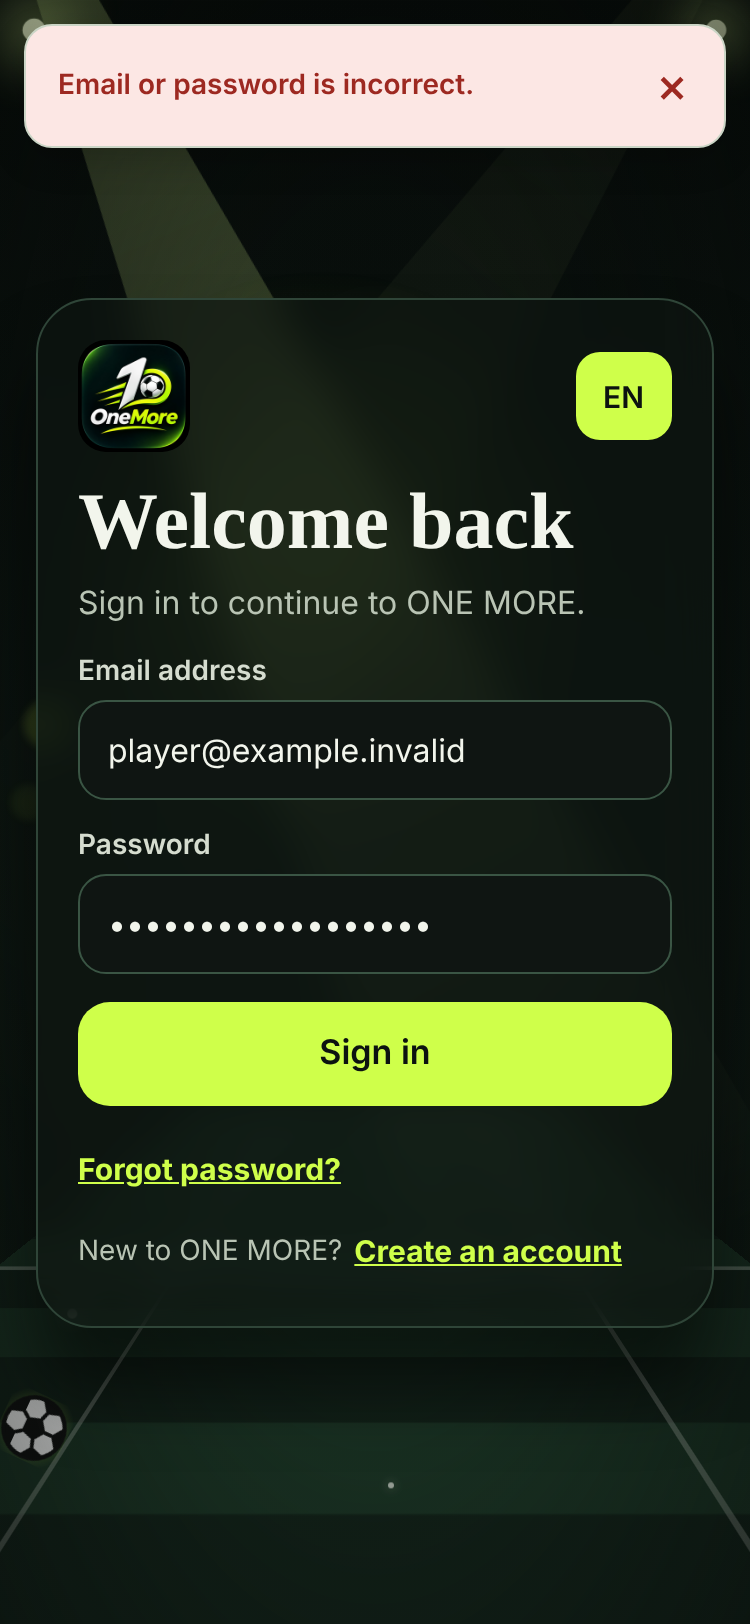 Email or password is incorrect.
×
10
OneMore
EN
Welcome back
Sign in to continue to ONE MORE.
Email address
player@example.invalid
Password
••••••••••••••••••
Sign in
Forgot password?
New to ONE MORE? Create an account